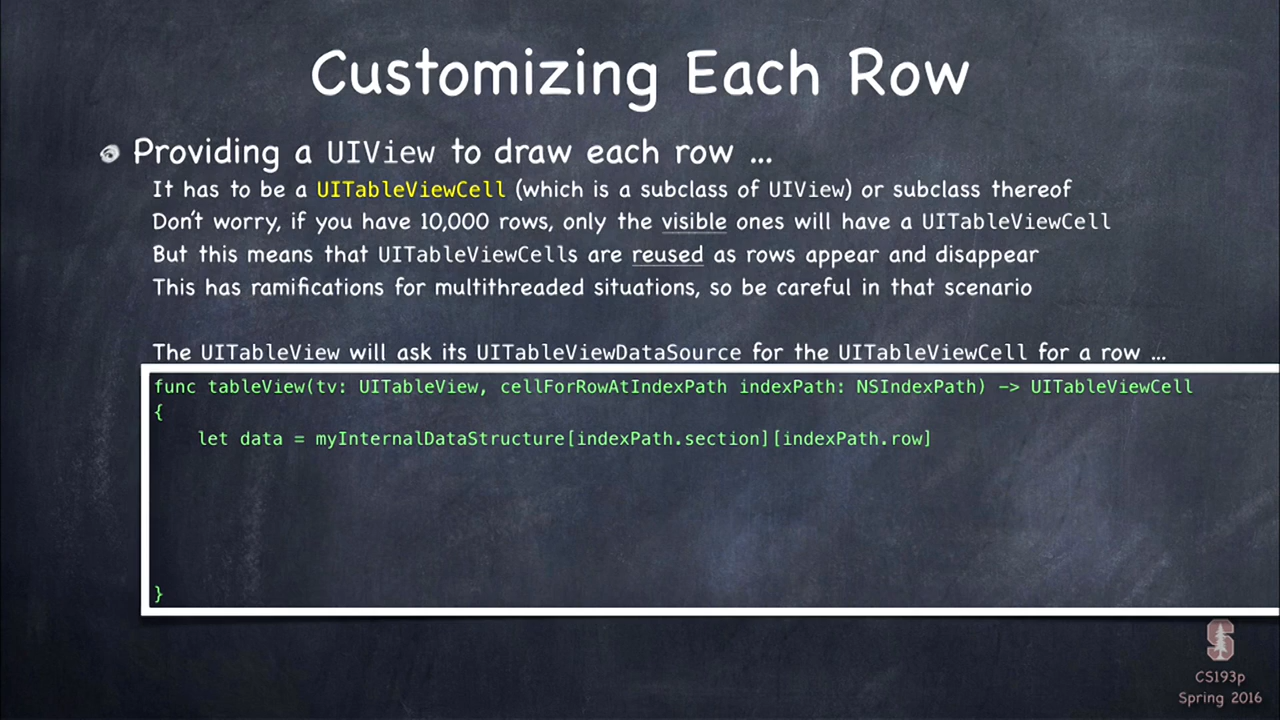 Customizing Each Row
Providing a UIView to draw each row ...
It has to be a UITableViewCell (which is a subclass of UIView) or subclass thereof
Don't worry, if you have 10,000 rows, only the visible ones will have a UITableViewCell
But this means that UITableViewCells are reused as rows appear and disappear
This has ramifications for multithreaded situations, so be careful in that scenario
The UITableView will ask its UITableViewDataSource for the UITableViewCell for a row ...
func tableView(tv: UITableView, cellForRowAtIndexPath indexPath: NSIndexPath) -> UITableViewCell
{
let data = myInternalDataStructure[indexPath.section][indexPath.row]
}
S
CS193p
Spring 2016